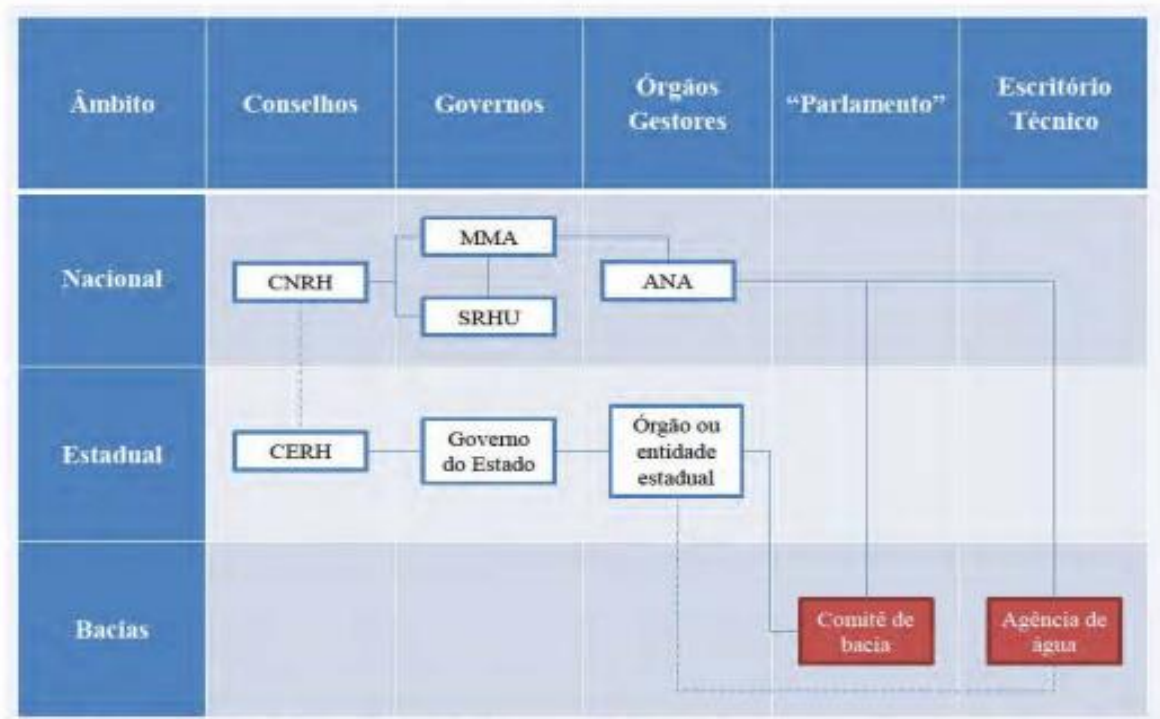 Âmbito
Conselhos
Governos
Órgãos
Gestores
“Parlamento”
Escritório
Técnico
Nacional
CNRH
MMA
SRHU
ANA
Estadual
CERH
Governo
do Estado
Órgão ou
entidade
estadual
Bacias
Comitê de
bacia
Agência de
água